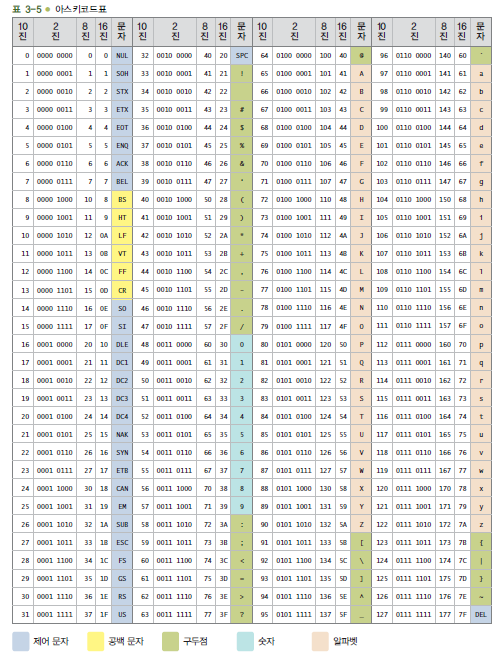 표 3-5 ● 아스키코드표
10진 2진 8진 16진 문자 10진 2진 8진 16진 문자 10진 2진 8진 16진 문자 10진 2진 8진 16진 문자
0 0000 0000 0 0 NUL 32 0010 0000 40 20 SPC 64 0100 0000 100 40 @ 96 0110 0000 140 60 `
1 0000 0001 1 1 SOH 33 0010 0001 41 21 ! 65 0100 0001 101 41 A 97 0110 0001 141 61 a
2 0000 0010 2 2 STX 34 0010 0010 42 22 66 0100 0010 102 42 B 98 0110 0010 142 62 b
3 0000 0011 3 3 ETX 35 0010 0011 43 23 # 67 0100 0011 103 43 C 99 0110 0011 143 63 c
4 0000 0100 4 4 EOT 36 0010 0100 44 24 $ 68 0100 0100 104 44 D 100 0110 0100 144 64 d
5 0000 0101 5 5 ENQ 37 0010 0101 45 25 % 69 0100 0101 105 45 E 101 0110 0101 145 65 e
6 0000 0110 6 6 ACK 38 0010 0110 46 26 & 70 0100 0110 106 46 F 102 0110 0110 146 66 f
7 0000 0111 7 7 BEL 39 0010 0111 47 27 ' 71 0100 0111 107 47 G 103 0110 0111 147 67 g
8 0000 1000 10 8 BS 40 0010 1000 50 28 ( 72 0100 1000 110 48 H 104 0110 1000 150 68 h
9 0000 1001 11 9 HT 41 0010 1001 51 29 ) 73 0100 1001 111 49 I 105 0110 1001 151 69 i
10 0000 1010 12 0A LF 42 0010 1010 52 2A * 74 0100 1010 112 4A J 106 0110 1010 152 6A j
11 0000 1011 13 0B VT 43 0010 1011 53 2B + 75 0100 1011 113 4B K 107 0110 1011 153 6B k
12 0000 1100 14 0C FF 44 0010 1100 54 2C , 76 0100 1100 114 4C L 108 0110 1100 154 6C l
13 0000 1101 15 0D CR 45 0010 1101 55 2D - 77 0100 1101 115 4D M 109 0110 1101 155 6D m
14 0000 1110 16 0E SO 46 0010 1110 56 2E . 78 0100 1110 116 4E N 110 0110 1110 156 6E n
15 0000 1111 17 0F SI 47 0010 1111 57 2F / 79 0100 1111 117 4F O 111 0110 1111 157 6F o
16 0001 0000 20 10 DLE 48 0011 0000 60 30 0 80 0101 0000 120 50 P 112 0111 0000 160 70 p
17 0001 0001 21 11 DC1 49 0011 0001 61 31 1 81 0101 0001 121 51 Q 113 0111 0001 161 71 q
18 0001 0010 22 12 DC2 50 0011 0010 62 32 2 82 0101 0010 122 52 R 114 0111 0010 162 72 r
19 0001 0011 23 13 DC3 51 0011 0011 63 33 3 83 0101 0011 123 53 S 115 0111 0011 163 73 s
20 0001 0100 24 14 DC4 52 0011 0100 64 34 4 84 0101 0100 124 54 T 116 0111 0100 164 74 t
21 0001 0101 25 15 NAK 53 0011 0101 65 35 5 85 0101 0101 125 55 U 117 0111 0101 165 75 u
22 0001 0110 26 16 SYN 54 0011 0110 66 36 6 86 0101 0110 126 56 V 118 0111 0110 166 76 v
23 0001 0111 27 17 ETB 55 0011 0111 67 37 7 87 0101 0111 127 57 W 119 0111 0111 167 77 w
24 0001 1000 30 18 CAN 56 0011 1000 70 38 8 88 0101 1000 130 58 X 120 0111 1000 170 78 x
25 0001 1001 31 19 EM 57 0011 1001 71 39 9 89 0101 1001 131 59 Y 121 0111 1001 171 79 y
26 0001 1010 32 1A SUB 58 0011 1010 72 3A : 90 0101 1010 132 5A Z 122 0111 1010 172 7A z
27 0001 1011 33 1B ESC 59 0011 1011 73 3B ; 91 0101 1011 133 5B [ 123 0111 1011 173 7B {
28 0001 1100 34 1C FS 60 0011 1100 74 3C < 92 0101 1100 134 5C \ 124 0111 1100 174 7C |
29 0001 1101 35 1D GS 61 0011 1101 75 3D = 93 0101 1101 135 5D ] 125 0111 1101 175 7D }
30 0001 1110 36 1E RS 62 0011 1110 76 3E > 94 0101 1110 136 5E ^ 126 0111 1110 176 7E ~
31 0001 1111 37 1F US 63 0011 1111 77 3F ? 95 0101 1111 137 5F _ 127 0111 1111 177 7F DEL
제어 문자 공백 문자 구두점 숫자 알파벳